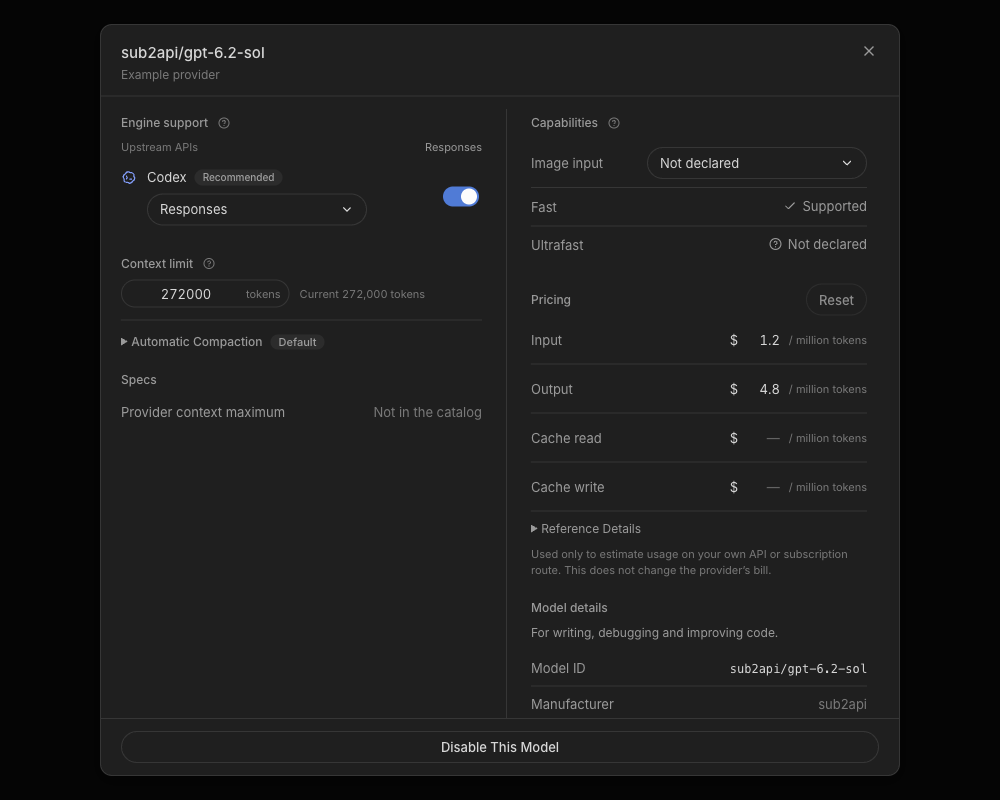 sub2api/gpt-6.2-sol
Example provider
Engine support
Upstream APIs
Responses
Codex
Recommended
Responses
Context limit
272000 tokens
Current 272,000 tokens
Automatic Compaction
Default
Specs
Provider context maximum
Not in the catalog
Capabilities
Image input
Not declared
Fast
Supported
Ultrafast
Not declared
Pricing
Reset
Input
$ 1.2 / million tokens
Output
$ 4.8 / million tokens
Cache read
$ — / million tokens
Cache write
$ — / million tokens
Reference Details
Used only to estimate usage on your own API or subscription
route. This does not change the provider’s bill.
Model details
For writing, debugging and improving code.
Model ID
sub2api/gpt-6.2-sol
Manufacturer
sub2api
Disable This Model